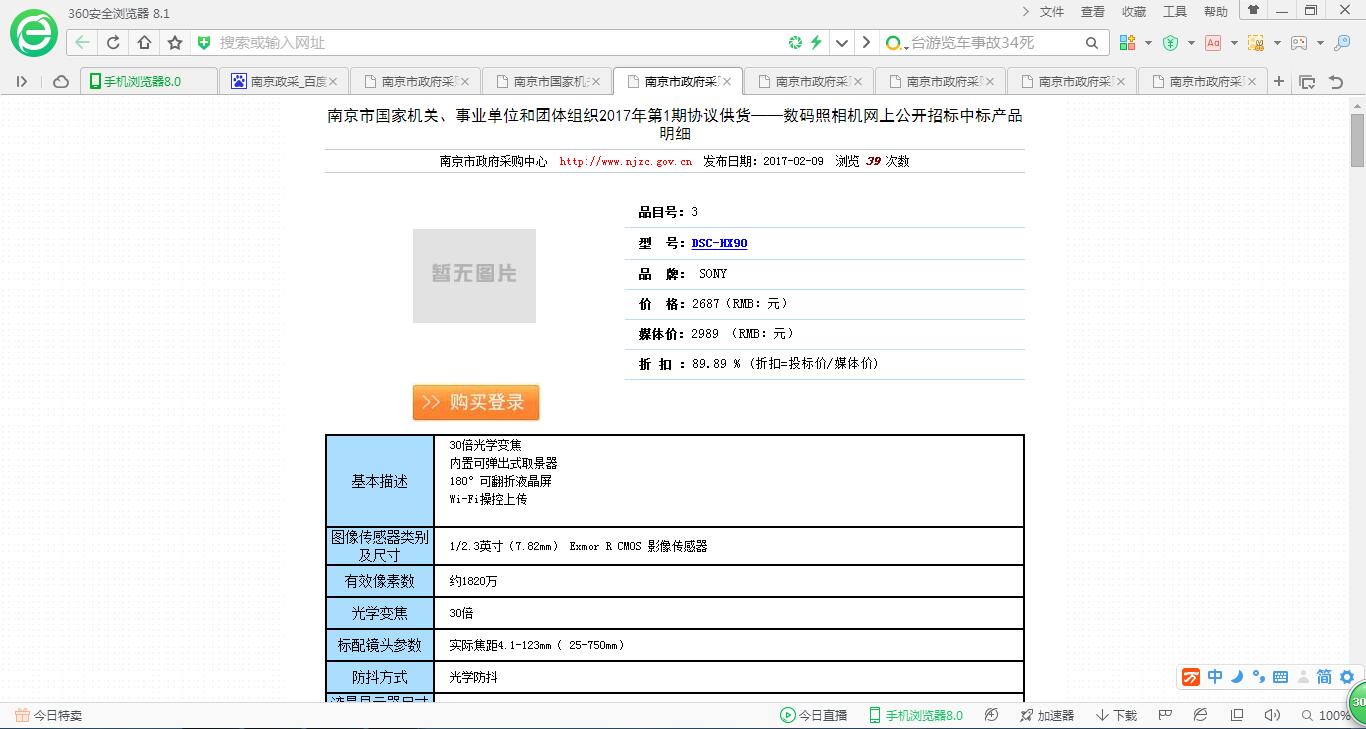 360安全浏览器 8.1
文件 查看 收藏 工具 帮助
搜索或输入网址
台游览车事故34死
手机浏览器8.0
南京政采_百度
南京市政府采购
南京市国家机
南京市政府采
南京市政府采
南京市政府采
南京市政府采
南京市政府采
南京市国家机关、事业单位和团体组织2017年第1期协议供货——数码照相机网上公开招标中标产品
明细
南京市政府采购中心 http://www.njzc.gov.cn 发布日期：2017-02-09 浏览 39 次数
暂无图片
品目号：3
型 号：DSC-HX90
品 牌： SONY
价 格：2687（RMB：元）
媒体价：2989 （RMB：元）
折 扣 ：89.89 % (折扣=投标价/媒体价)
>> 购买登录
基本描述
30倍光学变焦
内置可弹出式取景器
180°可翻折液晶屏
Wi-Fi操控上传
图像传感器类别
及尺寸
1/2.3英寸（7.82mm） Exmor R CMOS 影像传感器
有效像素数
约1820万
光学变焦
30倍
标配镜头参数
实际焦距4.1-123mm（ 25-750mm）
防抖方式
光学防抖
液晶显示器尺寸
中 简
今日特卖
今日直播 手机浏览器8.0 加速器 下载 100%
30